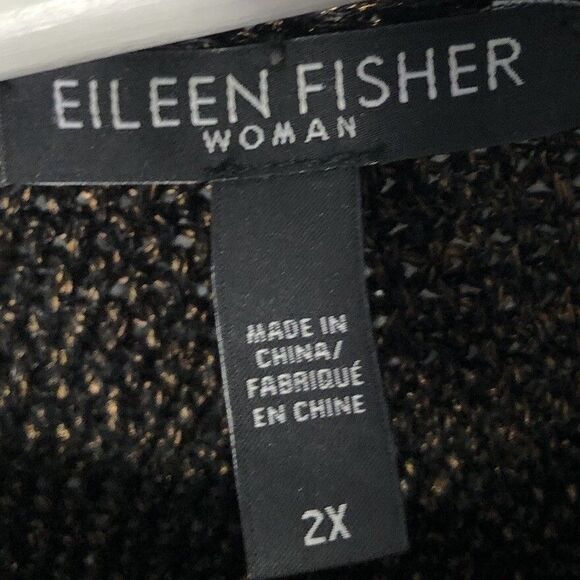 EILEEN FISHER
WOMAN
MADE IN
CHINA/
FABRIQUÉ
EN CHINE
2X